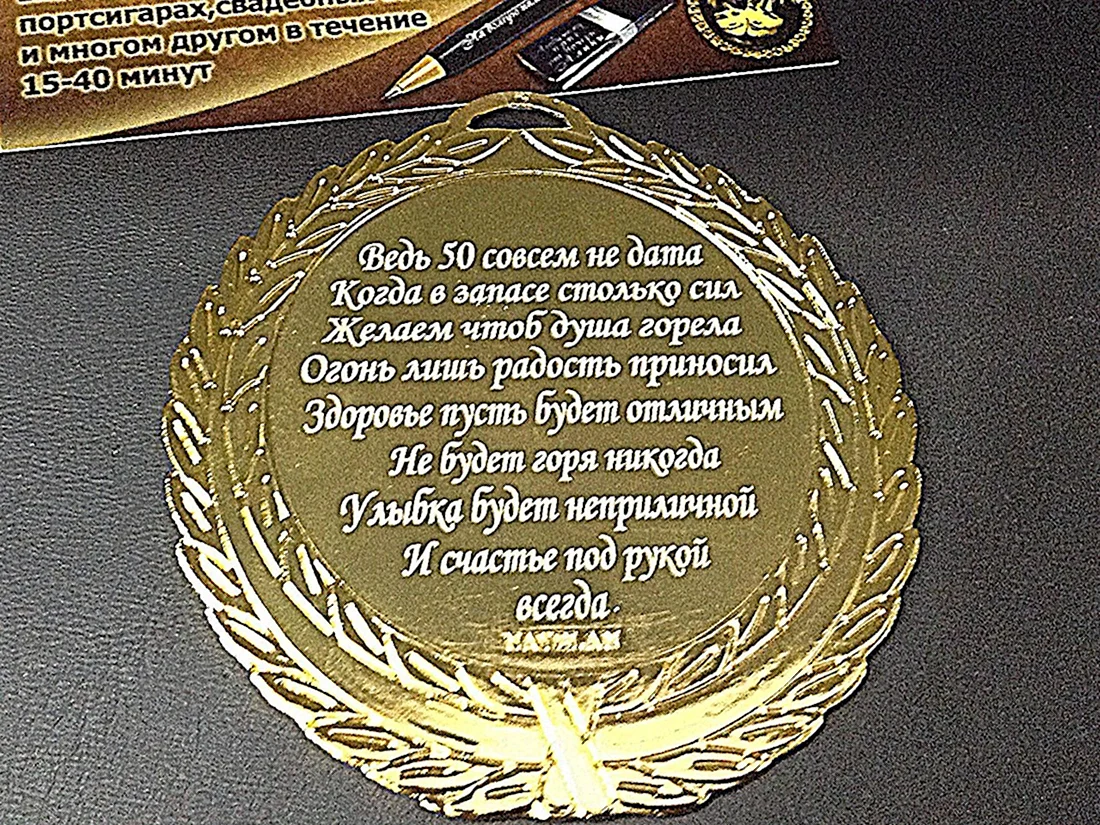 портсигарах,свадебных
и многом другом в течение
15-40 минут
Ведь 50 совсем не дата
Когда в запасе столько сил
Желаем чтоб душа горела
Огонь лишь радость приносил
Здоровье пусть будет отличным
Не будет горя никогда
Улыбка будет неприличной
И счастье под рукой
всегда.